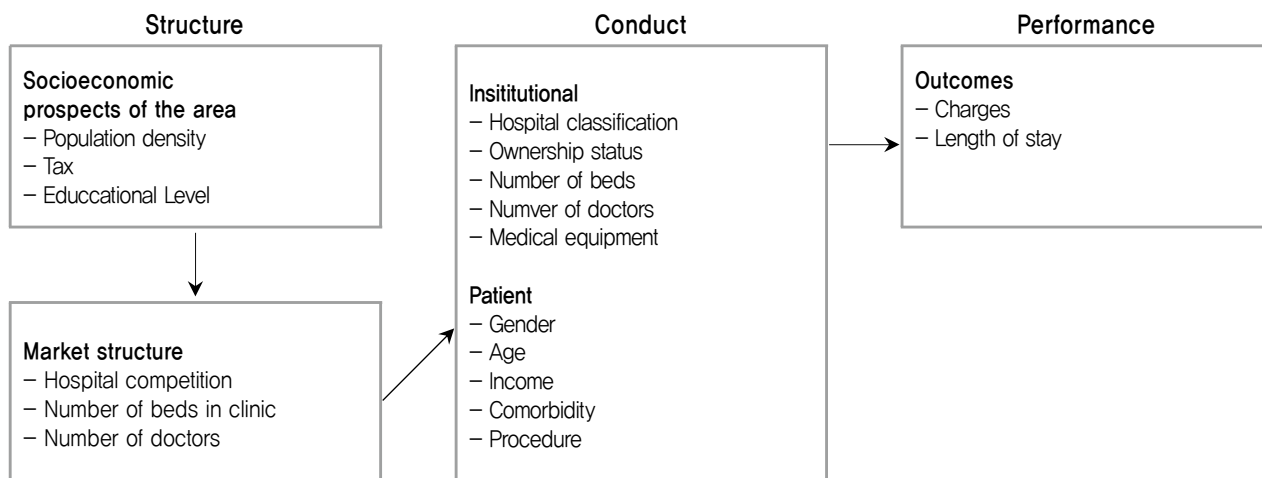 Structure
Socioeconomic
prospects of the area
– Population density
– Tax
– Educcational Level
Market structure
– Hospital competition
– Number of beds in clinic
– Number of doctors
Conduct
Insititutional
– Hospital classification
– Ownership status
– Number of beds
– Numver of doctors
– Medical equipment
Patient
– Gender
– Age
– Income
– Comorbidity
– Procedure
Performance
Outcomes
– Charges
– Length of stay